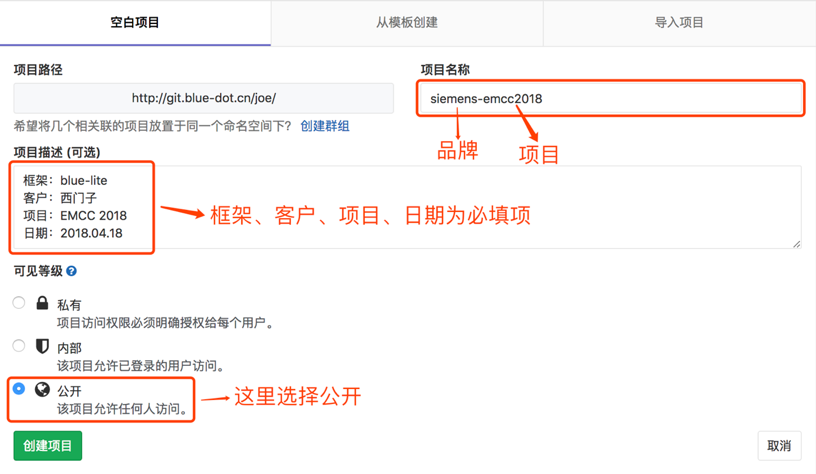 空白项目
从模板创建
导入项目
项目路径
项目名称
http://git.blue-dot.cn/joe/
siemens-emcc2018
希望将几个相关联的项目放置于同一个命名空间下? 创建群组
品牌
项目
项目描述 (可选)
框架：blue-lite
客户：西门子
项目：EMCC 2018
日期：2018.04.18
框架、客户、项目、日期为必填项
可见等级
私有
项目访问权限必须明确授权给每个用户。
内部
该项目允许已登录的用户访问。
公开
该项目允许任何人访问。
这里选择公开
创建项目
取消